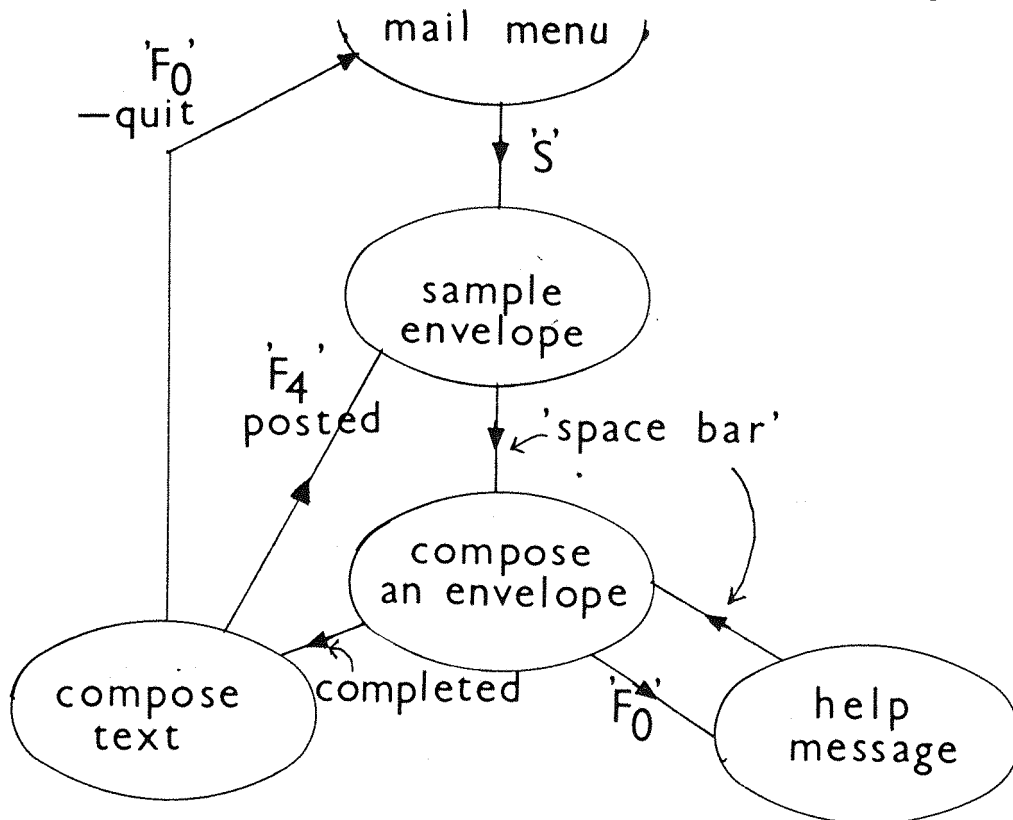 mail menu
'F0'
—quit
'S'
sample
envelope
'F4'
posted
'space bar'
compose
an envelope
completed
'F0'
compose
text
help
message